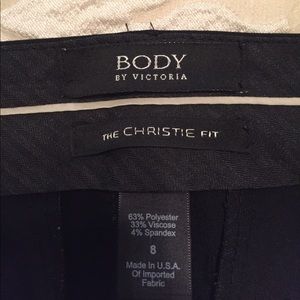 BODY
BY VICTORIA
THE CHRISTIE FIT
63% Polyester
33% Viscose
4% Spandex
8
Made in U.S.A.
Of Imported
Fabric